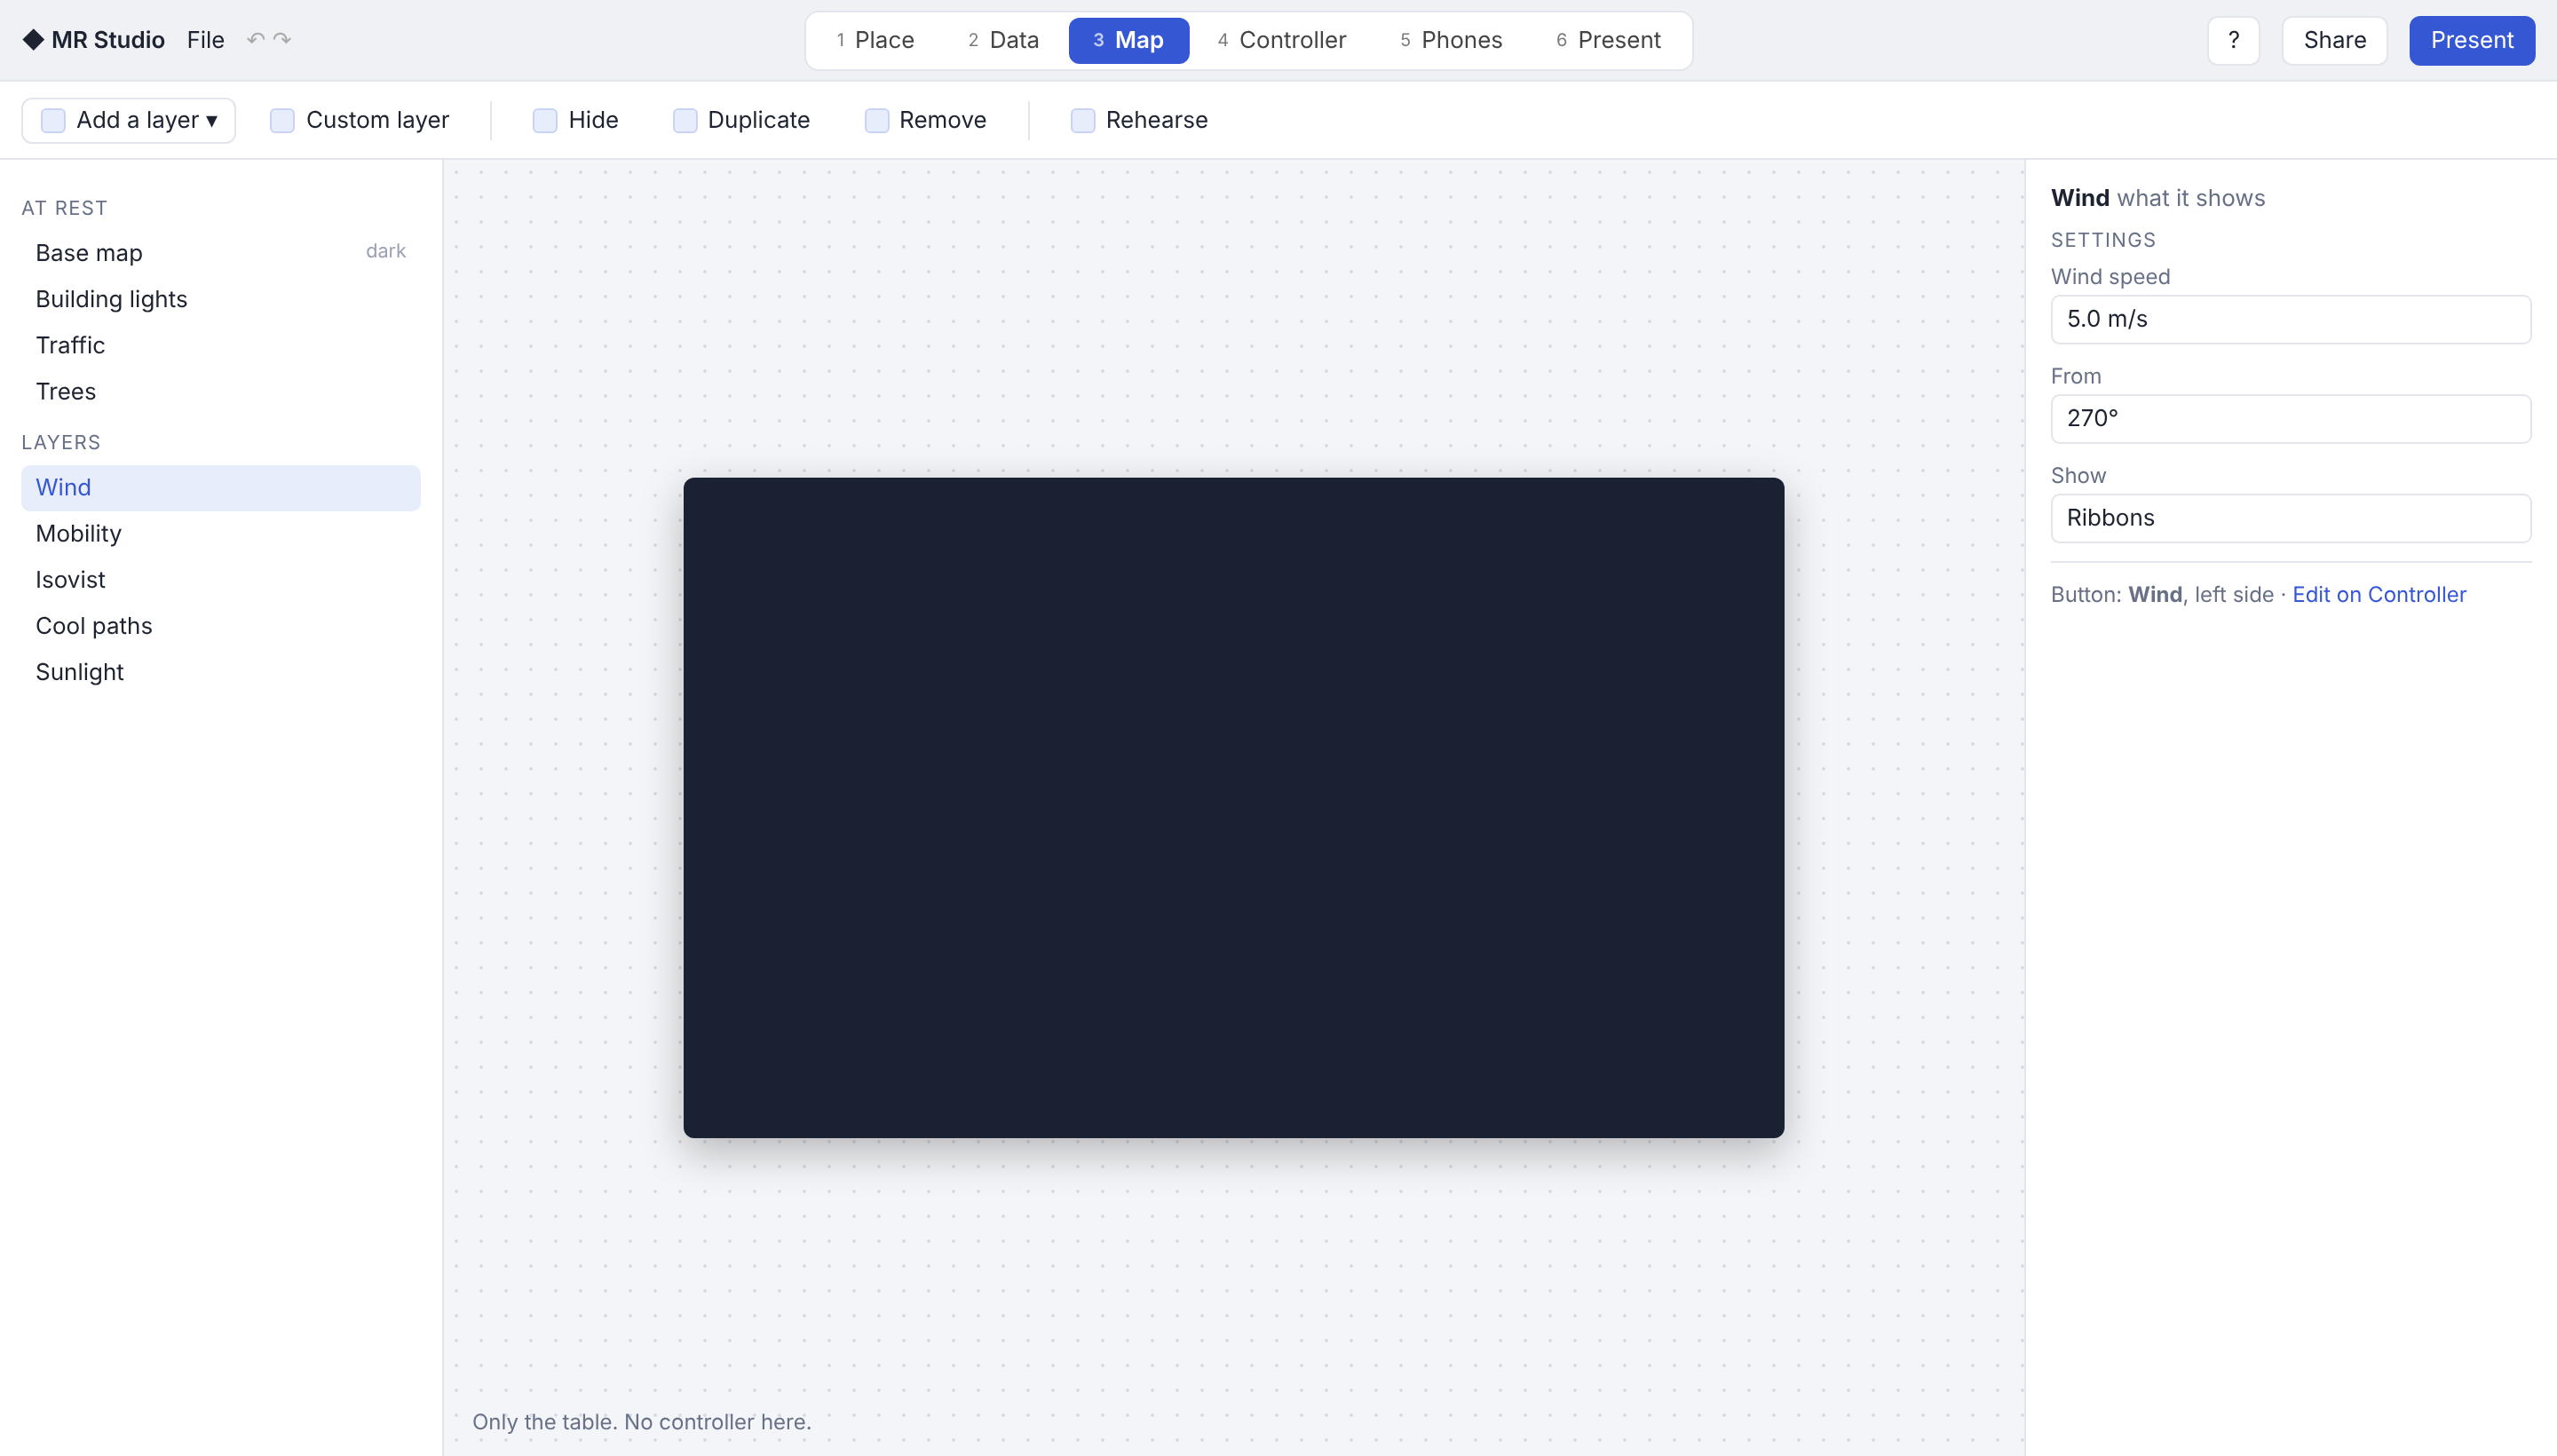 ◆ MR Studio File ↶ ↷ 1 Place 2 Data 3 Map 4 Controller 5 Phones 6 Present ? Share Present
Add a layer ▾ Custom layer Hide Duplicate Remove Rehearse
AT REST
Base map dark
Building lights
Traffic
Trees
LAYERS
Wind
Mobility
Isovist
Cool paths
Sunlight
Only the table. No controller here.
Wind what it shows
SETTINGS
Wind speed
5.0 m/s
From
270°
Show
Ribbons
Button: Wind, left side · Edit on Controller